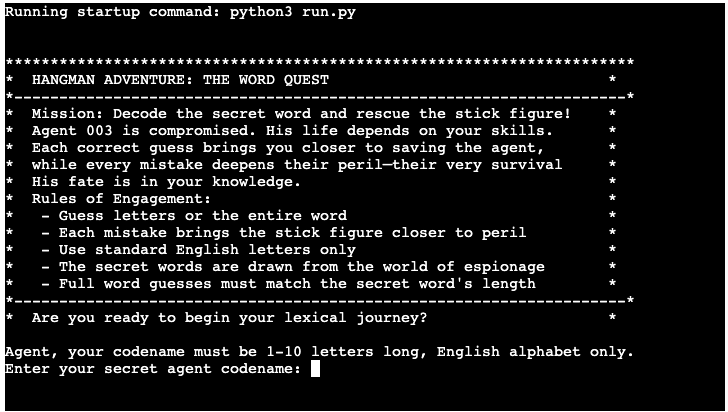 Running startup command: python3 run.py
**********************************************************************
*  HANGMAN ADVENTURE: THE WORD QUEST                               *
*--------------------------------------------------------------------*
*  Mission: Decode the secret word and rescue the stick figure!    *
*  Agent 003 is compromised. His life depends on your skills.      *
*  Each correct guess brings you closer to saving the agent,       *
*  while every mistake deepens their peril—their very survival     *
*  His fate is in your knowledge.                                  *
*  Rules of Engagement:                                            *
*   - Guess letters or the entire word                             *
*   - Each mistake brings the stick figure closer to peril         *
*   - Use standard English letters only                            *
*   - The secret words are drawn from the world of espionage       *
*   - Full word guesses must match the secret word's length        *
*--------------------------------------------------------------------*
*  Are you ready to begin your lexical journey?                    *
Agent, your codename must be 1-10 letters long, English alphabet only.
Enter your secret agent codename: